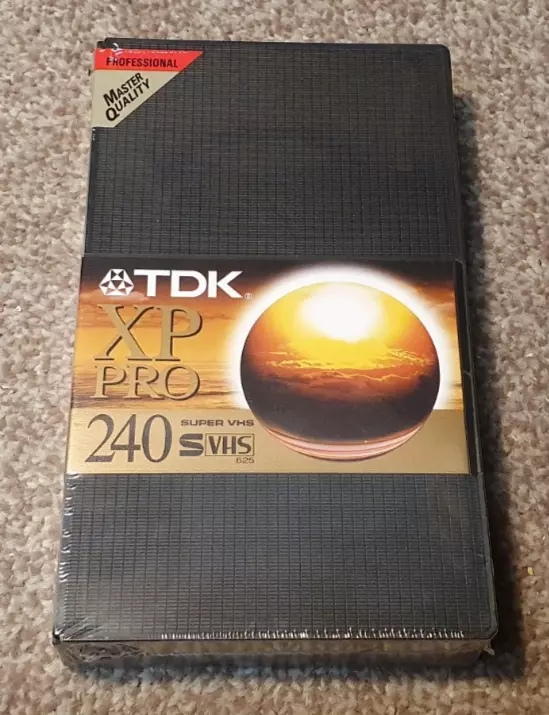 PROFESSIONAL
MASTER
QUALITY
TDK®
XP
PRO
240
SUPER VHS
S VHS
625